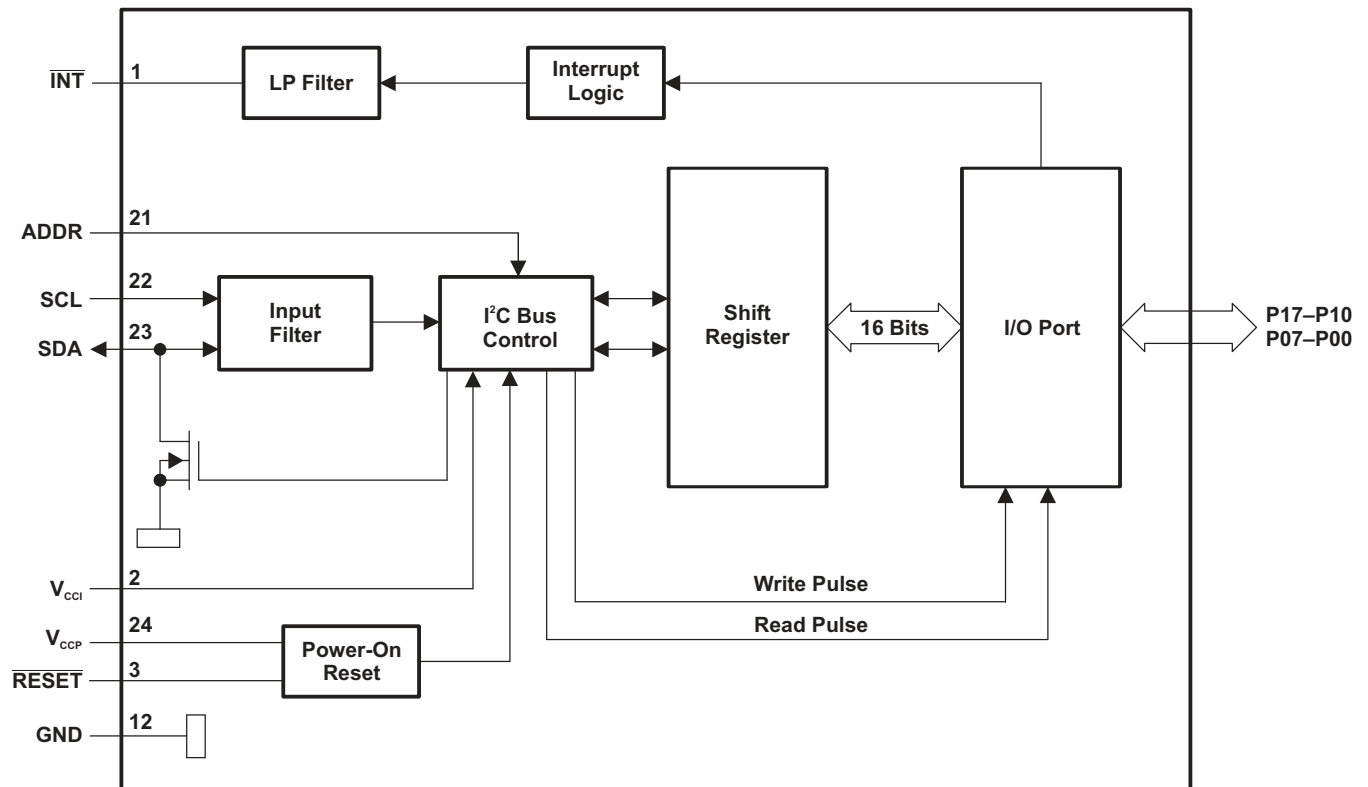 1
INT
LP Filter
Interrupt
Logic
21
ADDR
22
SCL
23
SDA
Input
Filter
I²C Bus
Control
Shift
Register
16 Bits
I/O Port
P17–P10
P07–P00
2
VCCI
24
VCCP
3
RESET
Power-On
Reset
12
GND
Write Pulse
Read Pulse